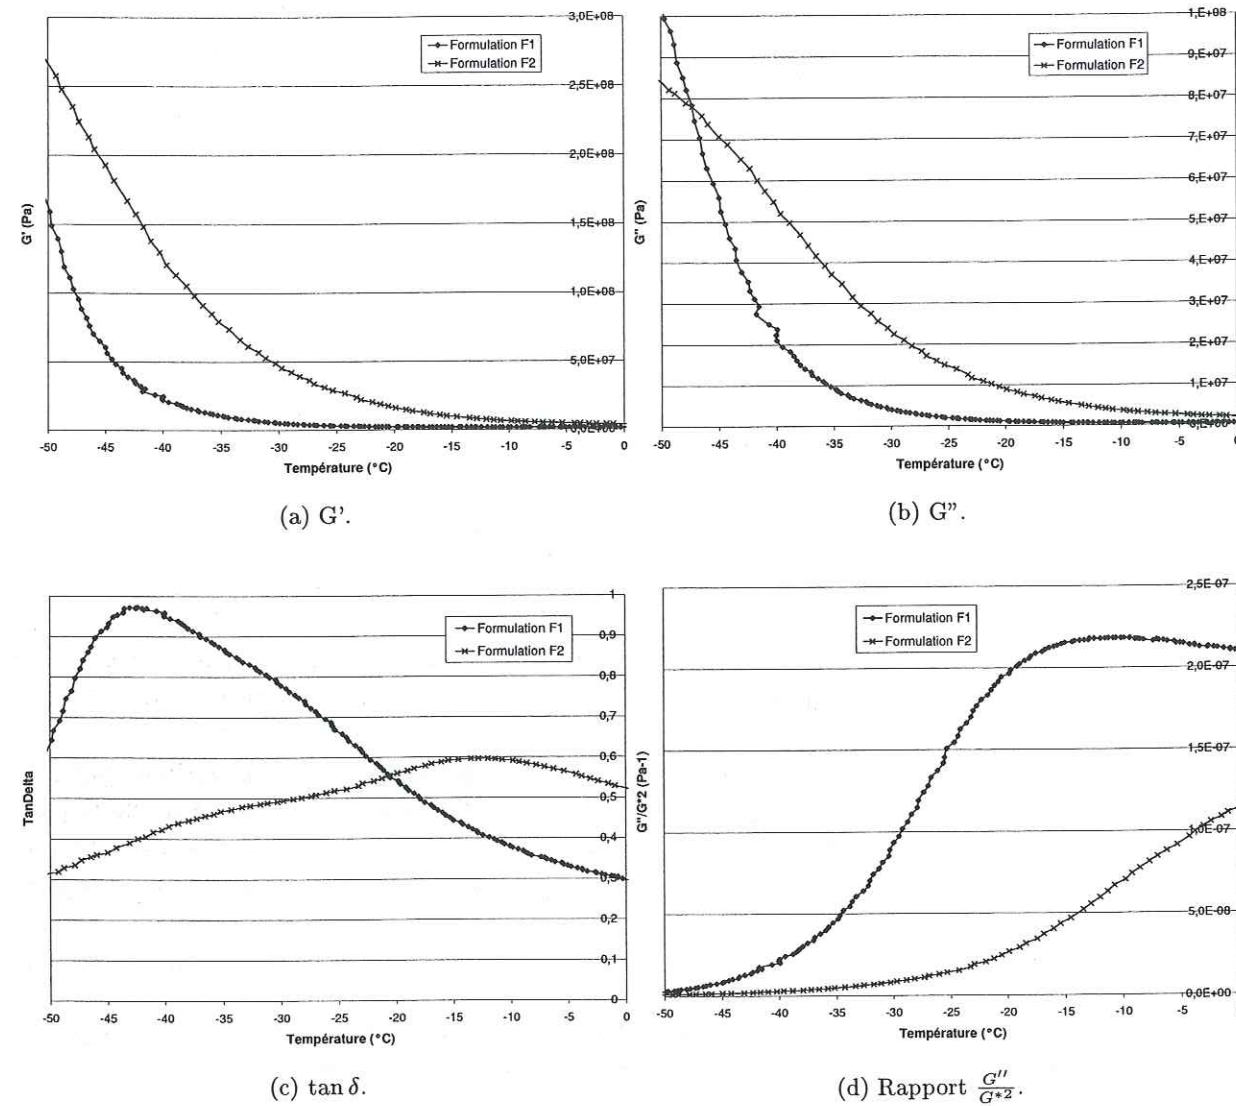 3,0E+08
2,5E+08
2,0E+08
1,5E+08
1,0E+08
5,0E+07
0,0E+00
Formulation F1
Formulation F2
G' (Pa)
-50 -45 -40 -35 -30 -25 -20 -15 -10 -5 0
Température (°C)
(a) G'.
1,E+08
9,E+07
8,E+07
7,E+07
6,E+07
5,E+07
4,E+07
3,E+07
2,E+07
1,E+07
0,E+00
Formulation F1
Formulation F2
G'' (Pa)
-50 -45 -40 -35 -30 -25 -20 -15 -10 -5
Température (°C)
(b) G".
1
0,9
0,8
0,7
0,6
0,5
0,4
0,3
0,2
0,1
0
Formulation F1
Formulation F2
TanDelta
-50 -45 -40 -35 -30 -25 -20 -15 -10 -5 0
Température (°C)
(c) tan δ.
2,5E-07
2,0E-07
1,5E-07
1,0E-07
5,0E-08
0,0E+00
Formulation F1
Formulation F2
G''/G*2 (Pa-1)
-50 -45 -40 -35 -30 -25 -20 -15 -10 -5
Température (°C)
(d) Rapport G''/G*2.